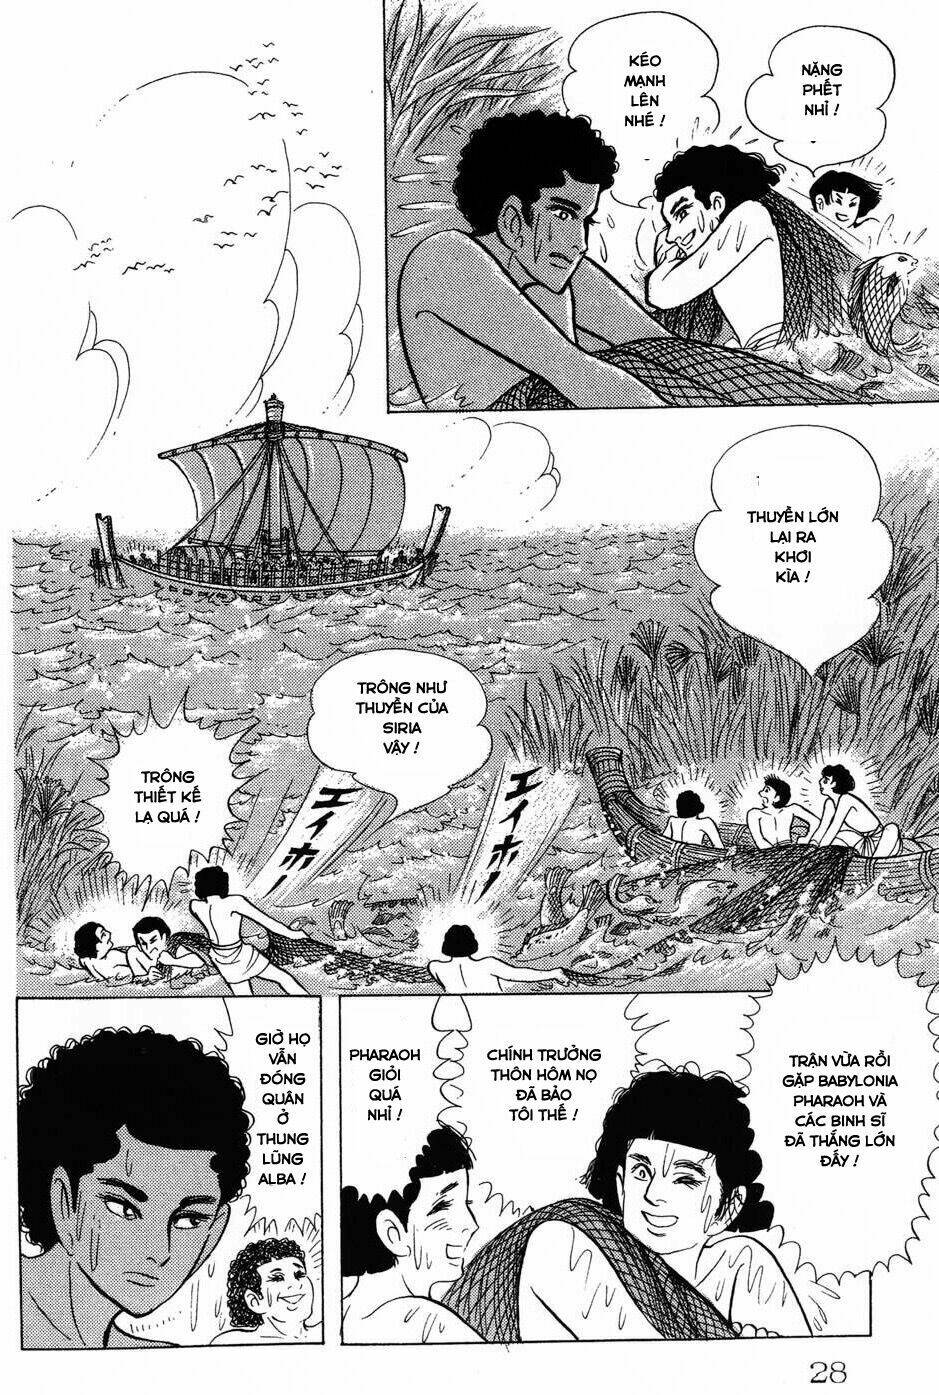 KÉO
MẠNH
LÊN
NHÉ !
NẶNG
PHẾT
NHỈ !
THUYỀN LỚN
LẠI RA
KHƠI
KÌA !
TRÔNG NHƯ
THUYỀN CỦA
SIRIA
VẬY !
TRÔNG
THIẾT KẾ
LẠ QUÁ !
エイホー!
エイホー!
GIỜ HỌ
VẪN
ĐÓNG
QUÂN
Ở
THUNG
LŨNG
ALBA !
PHARAOH
GIỎI
QUÁ
NHỈ !
CHÍNH TRƯỞNG
THÔN HÔM NỌ
ĐÃ BẢO
TÔI THẾ !
TRẬN VỪA RỒI
GẶP BABYLONIA
PHARAOH VÀ
CÁC BINH SĨ
ĐÃ THẮNG LỚN
ĐẤY !
28